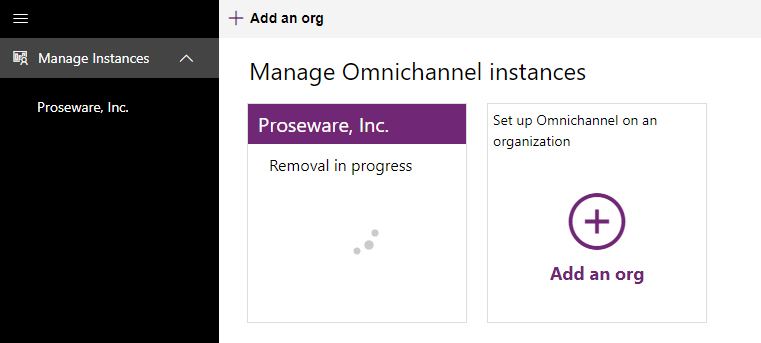 Add an org
Manage Instances
Proseware, Inc.
Manage Omnichannel instances
Proseware, Inc.
Removal in progress
Set up Omnichannel on an
organization
Add an org